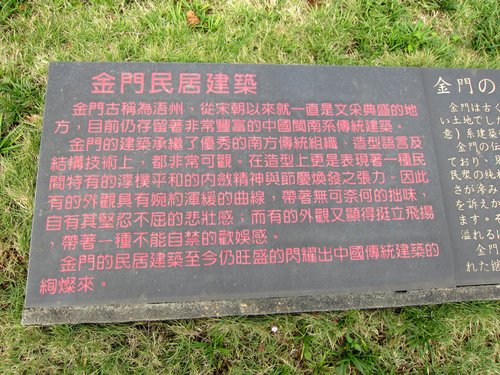 金門民居建築
金門古稱為浯州，從宋朝以來就一直是文采典盛的地
方，目前仍存留著非常豐富的中國閩南系傳統建築。
金門的建築承繼了優秀的南方傳統組織、造型語言及
結構技術上，都非常可觀。在造型上更是表現著一種民
間特有的淳樸平和的內斂精神與節慶煥發之張力。因此
有的外觀具有婉約渾緩的曲線，帶著無可奈何的拙味，
自有其堅忍不屈的悲壯感；而有的外觀又顯得挺立飛揚
，帶著一種不能自禁的歡娛感。
金門的民居建築至今仍旺盛的閃耀出中國傳統建築的
絢燦來。
金門の
金門は古く
い土地でした
意）系建築
金門の伝
ており、
民衆の純
さが滲み
を訴えか
ます。
溢れる
金門
れた